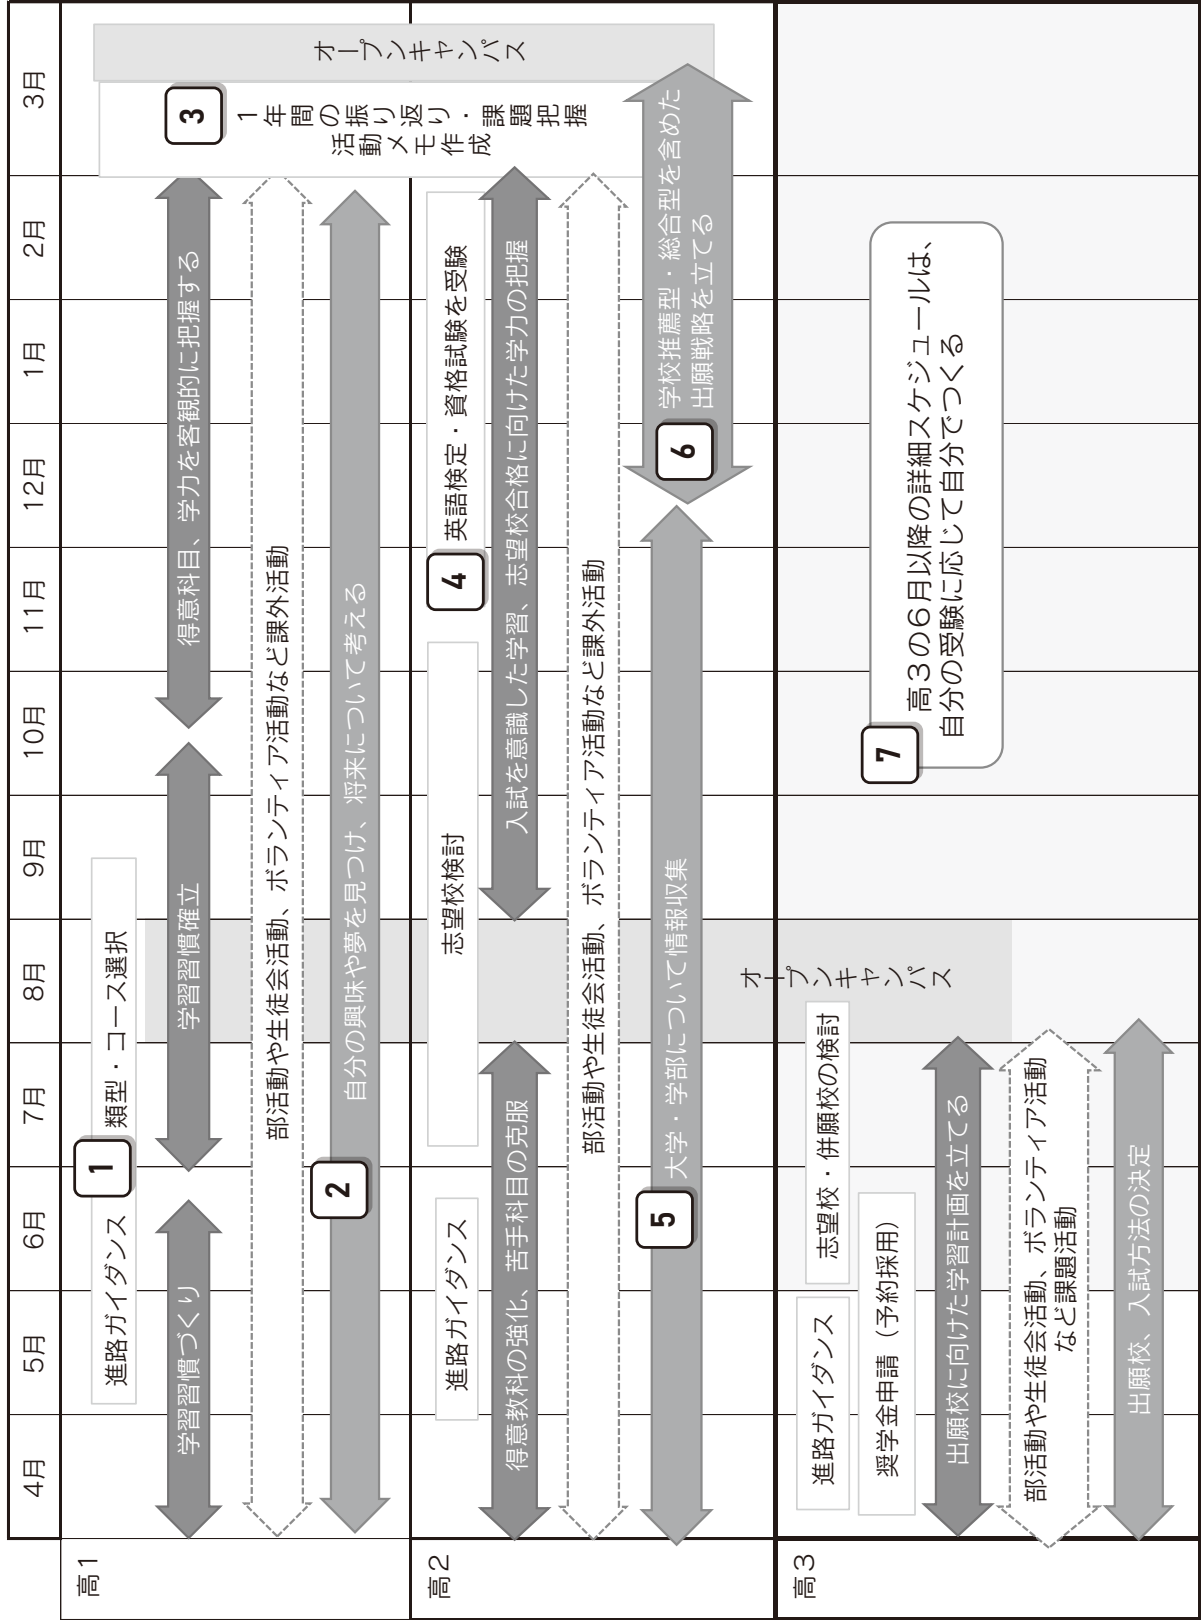 4月
5月
6月
7月
8月
9月
10月
11月
12月
1月
2月
3月
高1
進路ガイダンス
1
類型・コース選択
学習習慣づくり
学習習慣確立
得意科目、学力を客観的に把握する
部活動や生徒会活動、ボランティア活動など課外活動
2
自分の興味や夢を見つけ、将来について考える
3
1年間の振り返り・課題把握
活動メモ作成
オープンキャンパス
高2
進路ガイダンス
志望校検討
4
英語検定・資格試験を受験
得意教科の強化、苦手科目の克服
入試を意識した学習、志望校合格に向けた学力の把握
部活動や生徒会活動、ボランティア活動など課外活動
5
大学・学部について情報収集
6
学校推薦型・総合型を含めた
出願戦略を立てる
オープンキャンパス
高3
進路ガイダンス
志望校・併願校の検討
奨学金申請（予約採用）
出願校に向けた学習計画を立てる
部活動や生徒会活動、ボランティア活動
など課題活動
出願校、入試方法の決定
7
高3の6月以降の詳細スケジュールは、
自分の受験に応じて自分でつくる